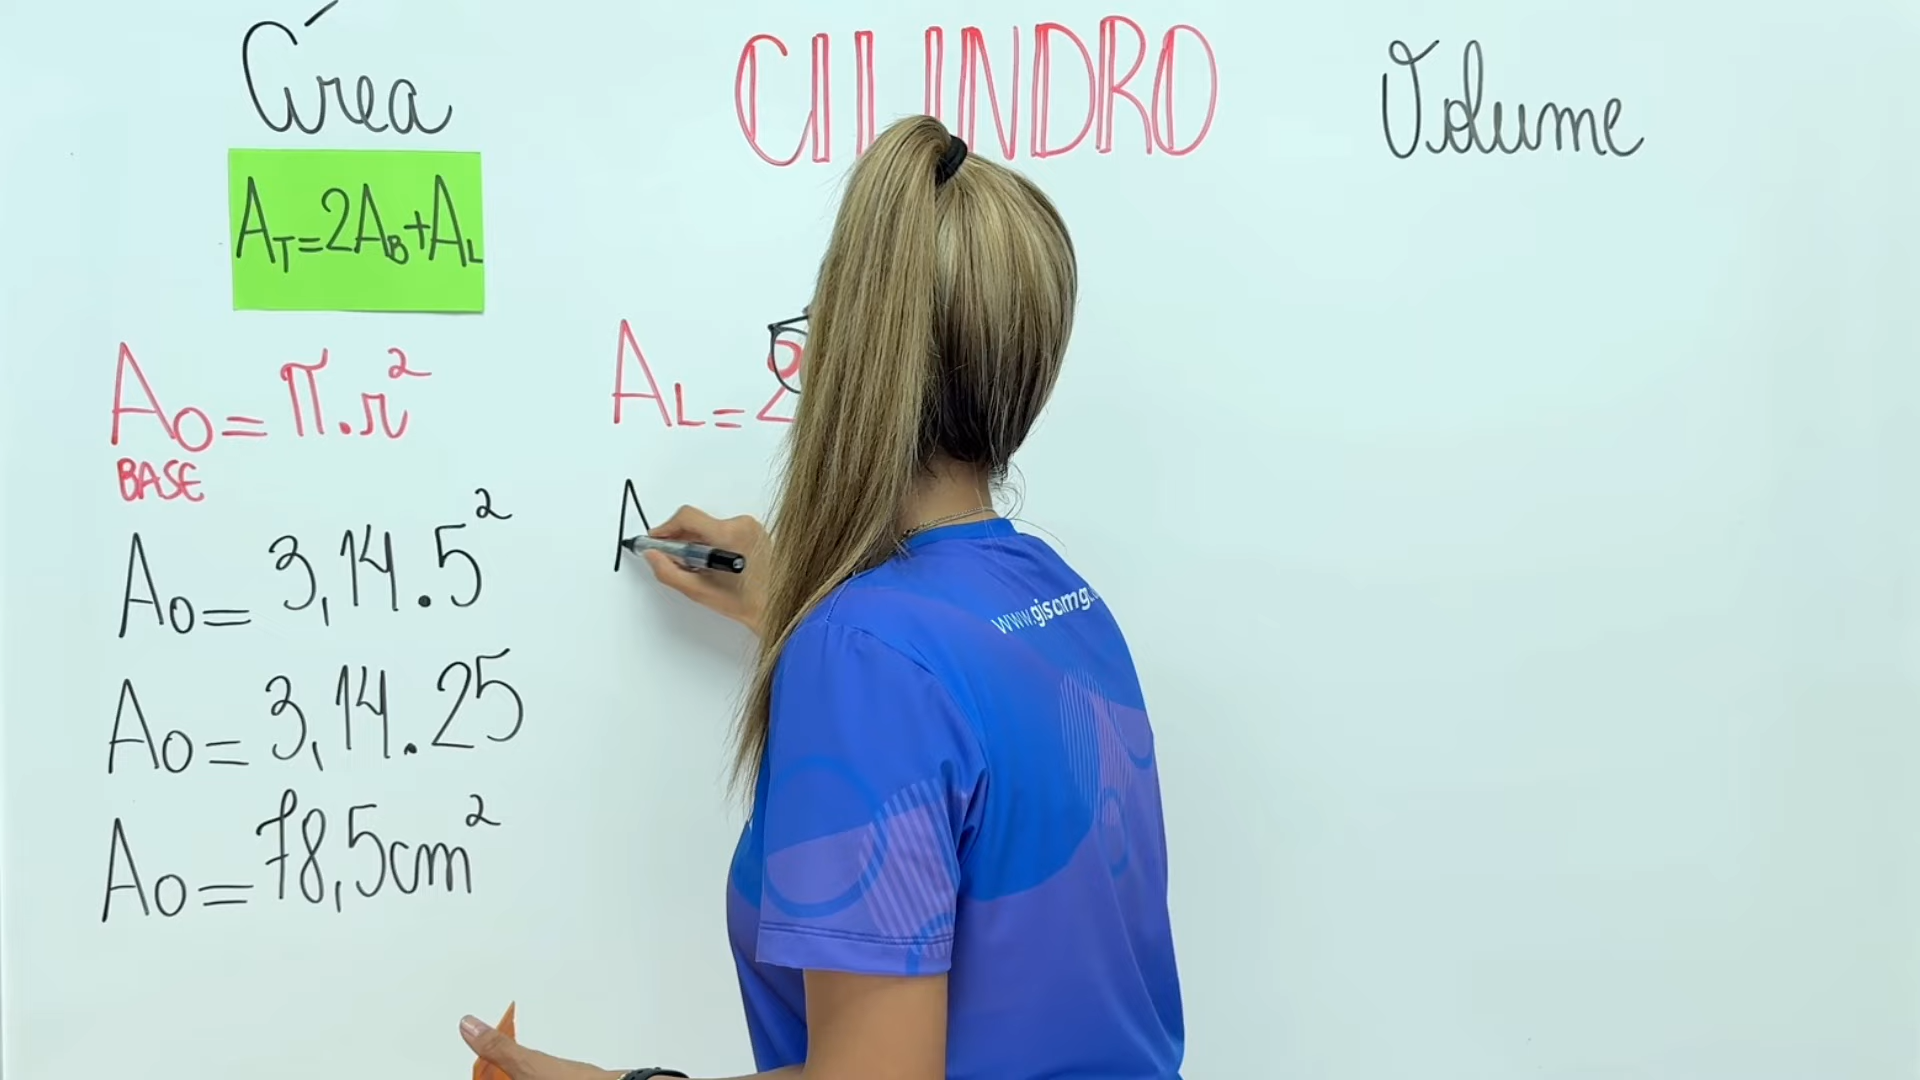 Área
CILINDRO
Volume
AT=2AB+AL
AO=π.r²
BASE
AL=2
AO=3,14.5²
A
AO=3,14.25
AO=78,5cm²
www.gisomg.